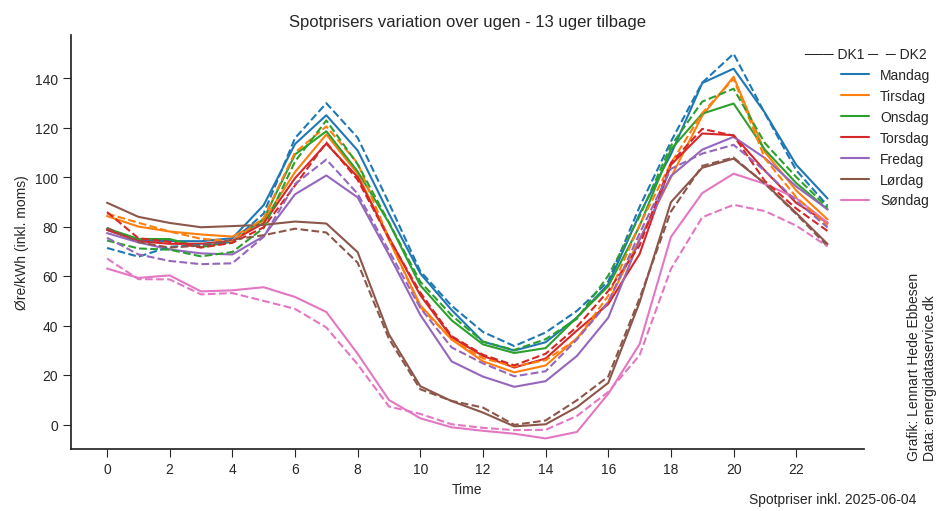 Spotprisers variation over ugen - 13 uger tilbage
DK1 DK2
Mandag
Tirsdag
Onsdag
Torsdag
Fredag
Lørdag
Søndag
Øre/kWh (inkl. moms)
140
120
100
80
60
40
20
0
0 2 4 6 8 10 12 14 16 18 20 22
Time
Grafik: Lennart Hede Ebbesen
Data: energidataservice.dk
Spotpriser inkl. 2025-06-04